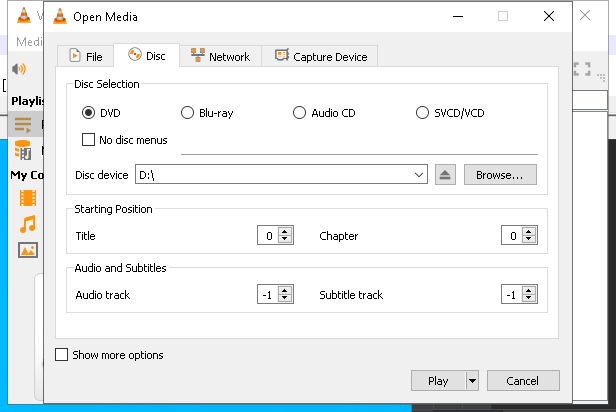 Open Media
Medi
File
Disc
Network
Capture Device
Disc Selection
DVD
Blu-ray
Audio CD
SVCD/VCD
No disc menus
Disc device
D:\
Browse...
Playlis
My Co
Starting Position
Title
0
Chapter
0
Audio and Subtitles
Audio track
-1
Subtitle track
-1
Show more options
Play
Cancel